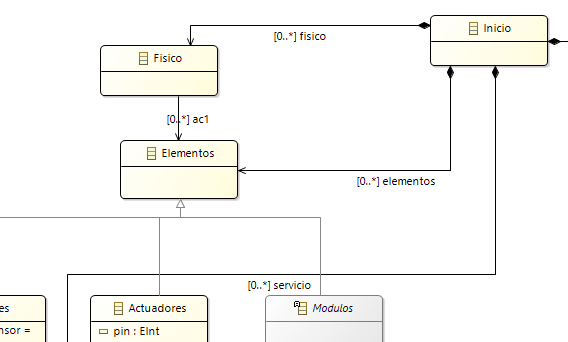 Inicio
[0..*] fisico
Fisico
[0..*] ac1
Elementos
[0..*] elementos
[0..*] servicio
es
Actuadores
Modulos
nsor =
pin : EInt